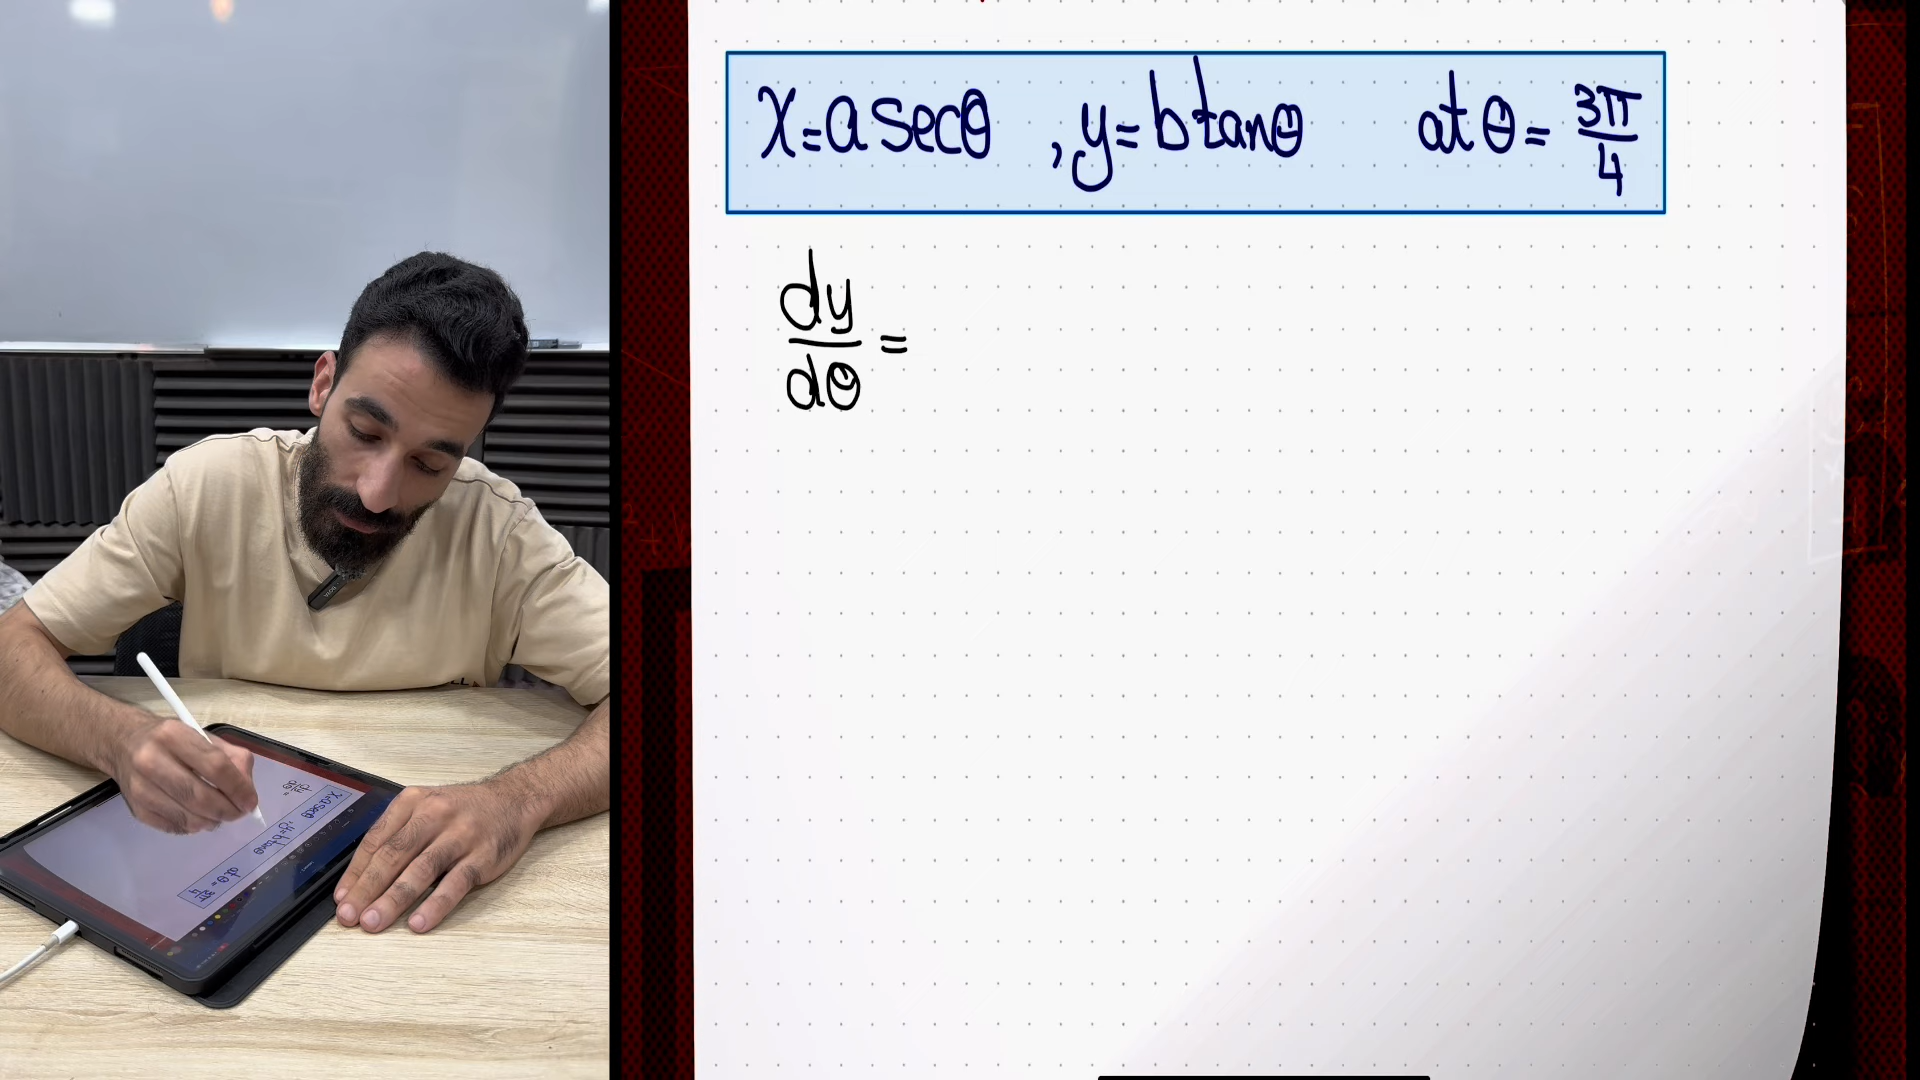 x=a secθ , y=b tanθ at θ= 3π/4
dy/dθ =